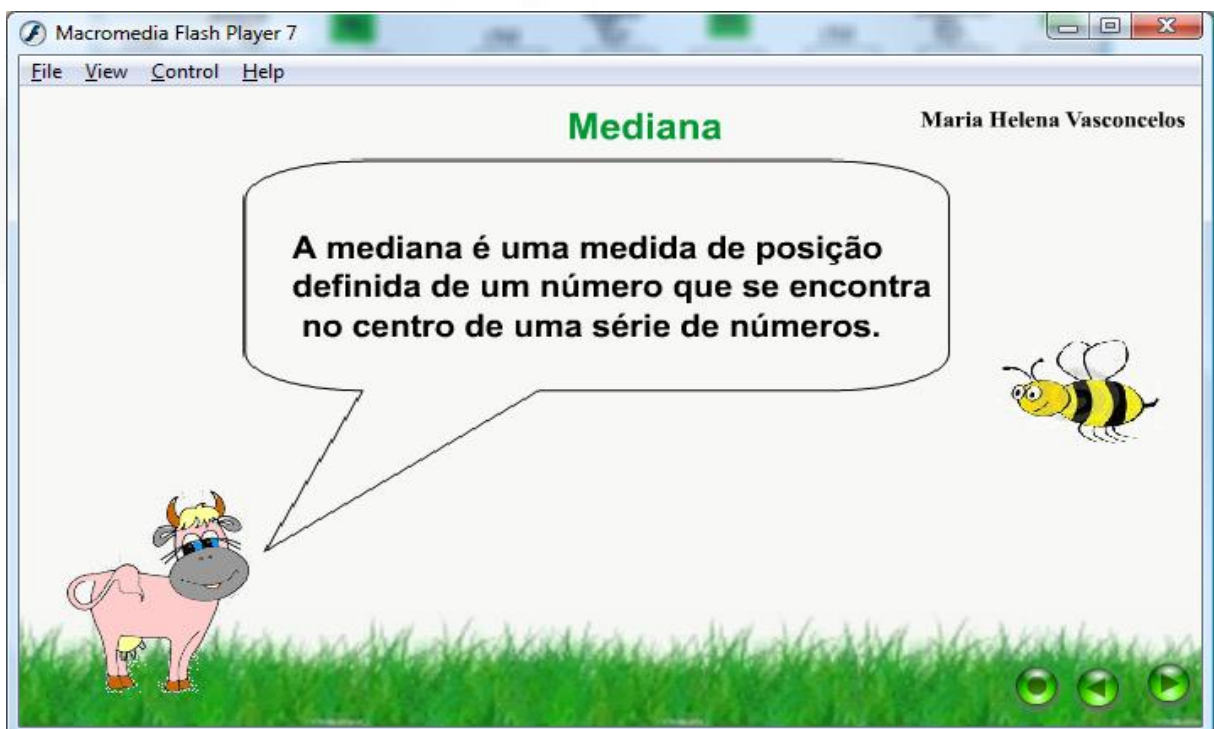 Macromedia Flash Player 7
File View Control Help
Mediana
Maria Helena Vasconcelos
A mediana é uma medida de posição
definida de um número que se encontra
no centro de uma série de números.